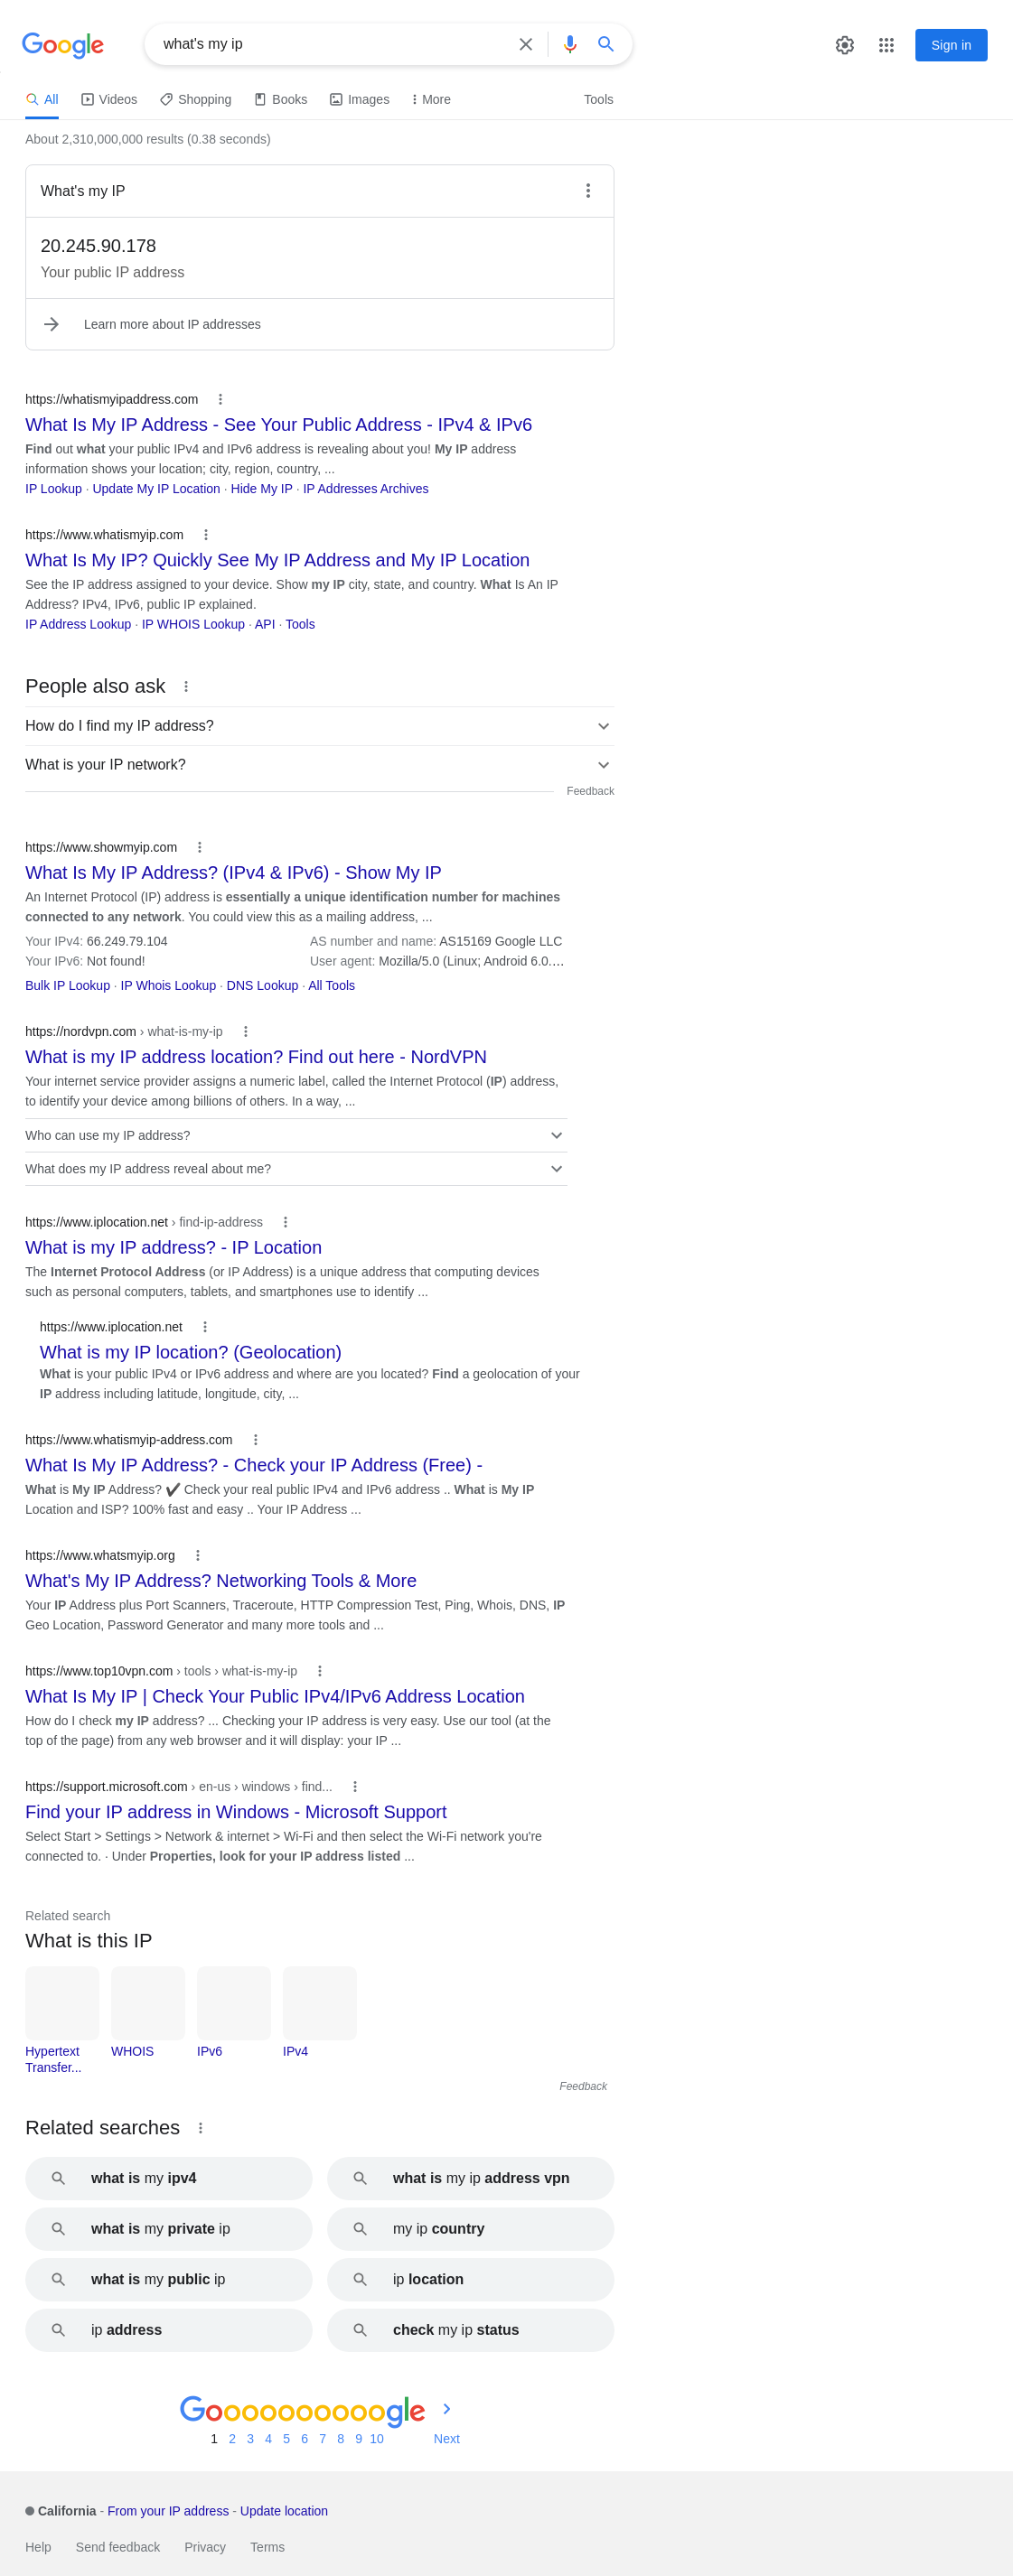 Google
what's my ip
Sign in
All
Videos
Shopping
Books
Images
More
Tools
About 2,310,000,000 results (0.38 seconds)
What's my IP
20.245.90.178
Your public IP address
Learn more about IP addresses
https://whatismyipaddress.com
What Is My IP Address - See Your Public Address - IPv4 & IPv6
Find out what your public IPv4 and IPv6 address is revealing about you! My IP address
information shows your location; city, region, country, ...
IP Lookup · Update My IP Location · Hide My IP · IP Addresses Archives
https://www.whatismyip.com
What Is My IP? Quickly See My IP Address and My IP Location
See the IP address assigned to your device. Show my IP city, state, and country. What Is An IP
Address? IPv4, IPv6, public IP explained.
IP Address Lookup · IP WHOIS Lookup · API · Tools
People also ask
How do I find my IP address?
What is your IP network?
Feedback
https://www.showmyip.com
What Is My IP Address? (IPv4 & IPv6) - Show My IP
An Internet Protocol (IP) address is essentially a unique identification number for machines
connected to any network. You could view this as a mailing address, ...
Your IPv4: 66.249.79.104
AS number and name: AS15169 Google LLC
Your IPv6: Not found!
User agent: Mozilla/5.0 (Linux; Android 6.0....
Bulk IP Lookup · IP Whois Lookup · DNS Lookup · All Tools
https://nordvpn.com › what-is-my-ip
What is my IP address location? Find out here - NordVPN
Your internet service provider assigns a numeric label, called the Internet Protocol (IP) address,
to identify your device among billions of others. In a way, ...
Who can use my IP address?
What does my IP address reveal about me?
https://www.iplocation.net › find-ip-address
What is my IP address? - IP Location
The Internet Protocol Address (or IP Address) is a unique address that computing devices
such as personal computers, tablets, and smartphones use to identify ...
https://www.iplocation.net
What is my IP location? (Geolocation)
What is your public IPv4 or IPv6 address and where are you located? Find a geolocation of your
IP address including latitude, longitude, city, ...
https://www.whatismyip-address.com
What Is My IP Address? - Check your IP Address (Free) -
What is My IP Address? ✔️ Check your real public IPv4 and IPv6 address .. What is My IP
Location and ISP? 100% fast and easy .. Your IP Address ...
https://www.whatsmyip.org
What's My IP Address? Networking Tools & More
Your IP Address plus Port Scanners, Traceroute, HTTP Compression Test, Ping, Whois, DNS, IP
Geo Location, Password Generator and many more tools and ...
https://www.top10vpn.com › tools › what-is-my-ip
What Is My IP | Check Your Public IPv4/IPv6 Address Location
How do I check my IP address? ... Checking your IP address is very easy. Use our tool (at the
top of the page) from any web browser and it will display: your IP ...
https://support.microsoft.com › en-us › windows › find...
Find your IP address in Windows - Microsoft Support
Select Start > Settings > Network & internet > Wi-Fi and then select the Wi-Fi network you're
connected to. · Under Properties, look for your IP address listed ...
Related search
What is this IP
Hypertext
Transfer...
WHOIS
IPv6
IPv4
Feedback
Related searches
what is my ipv4
what is my ip address vpn
what is my private ip
my ip country
what is my public ip
ip location
ip address
check my ip status
Goooooooooogle
1 2 3 4 5 6 7 8 9 10 Next
California - From your IP address - Update location
Help
Send feedback
Privacy
Terms